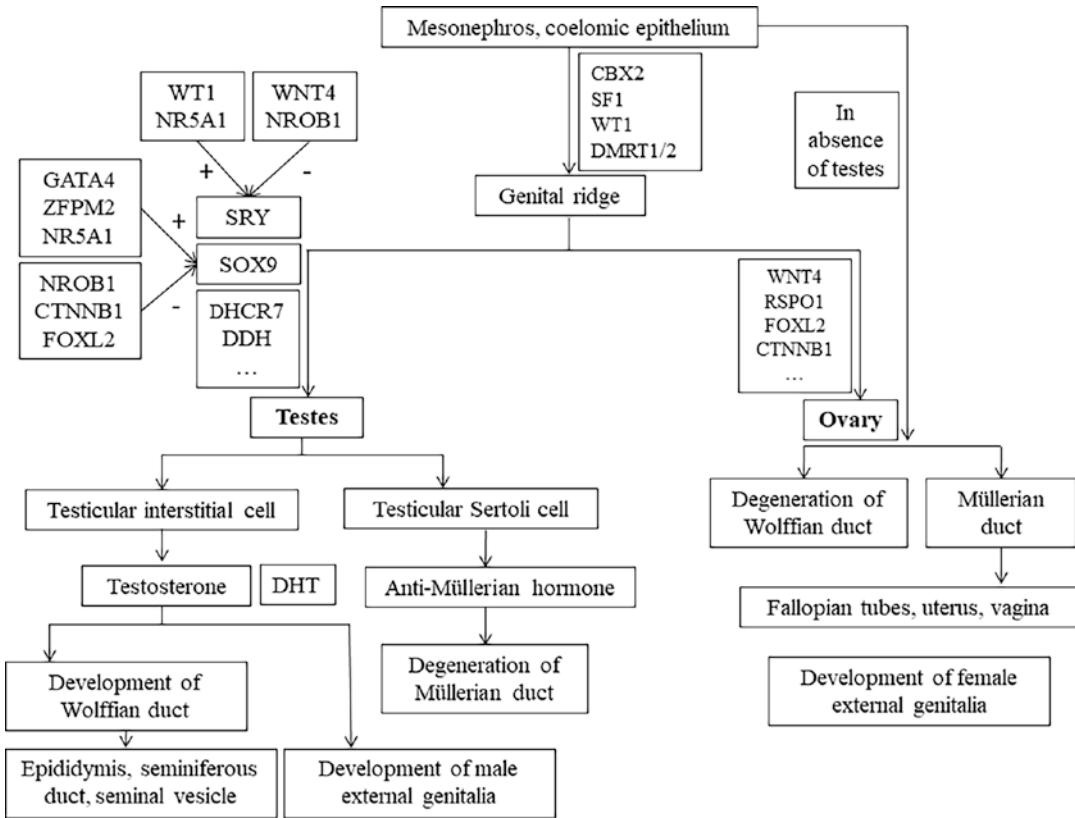 Mesonephros, coelomic epithelium
CBX2
SF1
WT1
DMRT1/2
In
absence
of testes
WT1
NR5A1
WNT4
NROB1
+
-
GATA4
ZFPM2
NR5A1
+
SRY
SOX9
NROB1
CTNNB1
FOXL2
-
DHCR7
DDH
...
Genital ridge
WNT4
RSPO1
FOXL2
CTNNB1
...
Testes
Ovary
Testicular interstitial cell
Testicular Sertoli cell
Degeneration of
Wolffian duct
Müllerian
duct
Testosterone
DHT
Anti-Müllerian hormone
Fallopian tubes, uterus, vagina
Development of
Wolffian duct
Degeneration of
Müllerian duct
Development of female
external genitalia
Epididymis, seminiferous
duct, seminal vesicle
Development of male
external genitalia